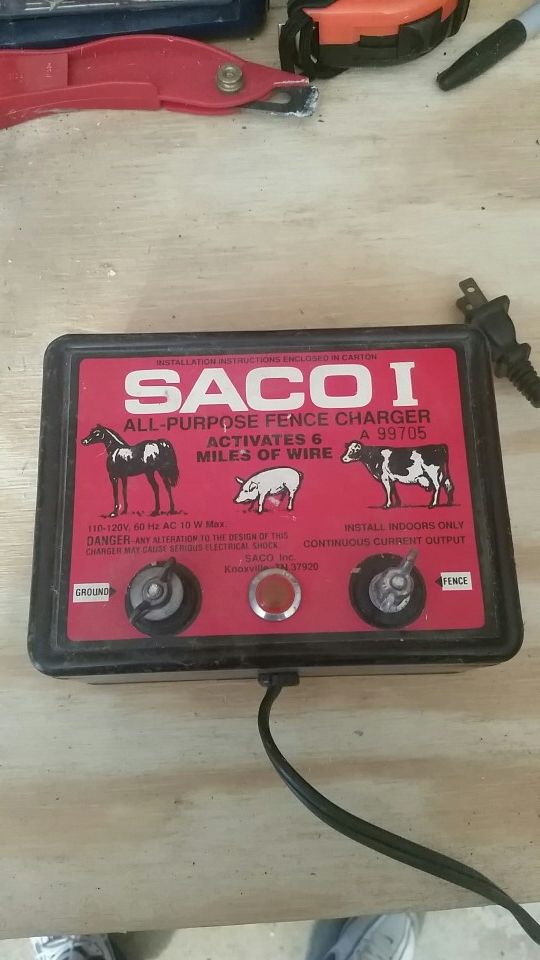 INSTALLATION INSTRUCTIONS ENCLOSED IN CARTON
SACO I
ALL-PURPOSE FENCE CHARGER
ACTIVATES 6
MILES OF WIRE
A 99705
110-120V. 60 Hz AC 10 W Max.
DANGER-ANY ALTERATION TO THE DESIGN OF THIS
CHARGER MAY CAUSE SERIOUS ELECTRICAL SHOCK.
INSTALL INDOORS ONLY
CONTINUOUS CURRENT OUTPUT
SACO Inc.
Knoxville, TN 37920
GROUND
FENCE